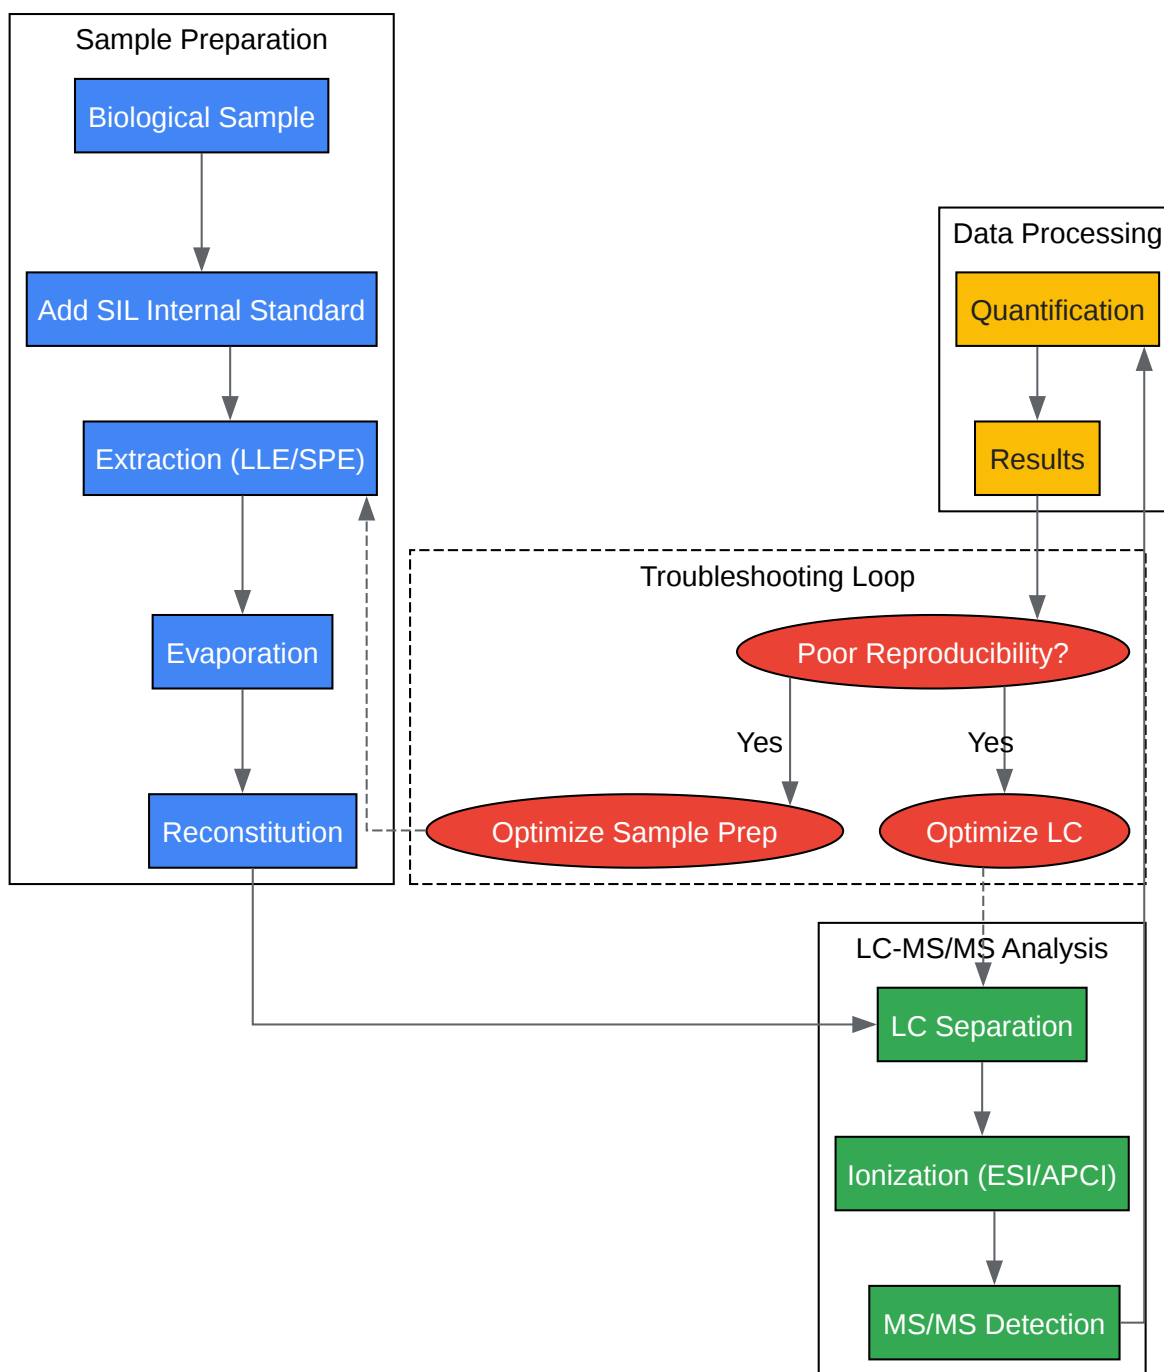 Sample Preparation
Biological Sample
Add SIL Internal Standard
Extraction (LLE/SPE)
Evaporation
Reconstitution
Data Processing
Quantification
Results
Troubleshooting Loop
Poor Reproducibility?
Yes
Yes
Optimize Sample Prep
Optimize LC
LC-MS/MS Analysis
LC Separation
Ionization (ESI/APCI)
MS/MS Detection